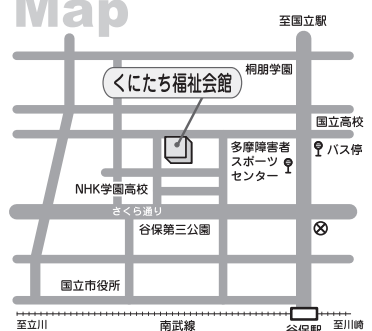 Map
至国立駅
桐朋学園
くにたち福祉会館
国立高校
バス停
多摩障害者
スポーツ
センター
NHK学園高校
さくら通り
谷保第三公園
国立市役所
至立川
南武線
谷保駅
至川崎